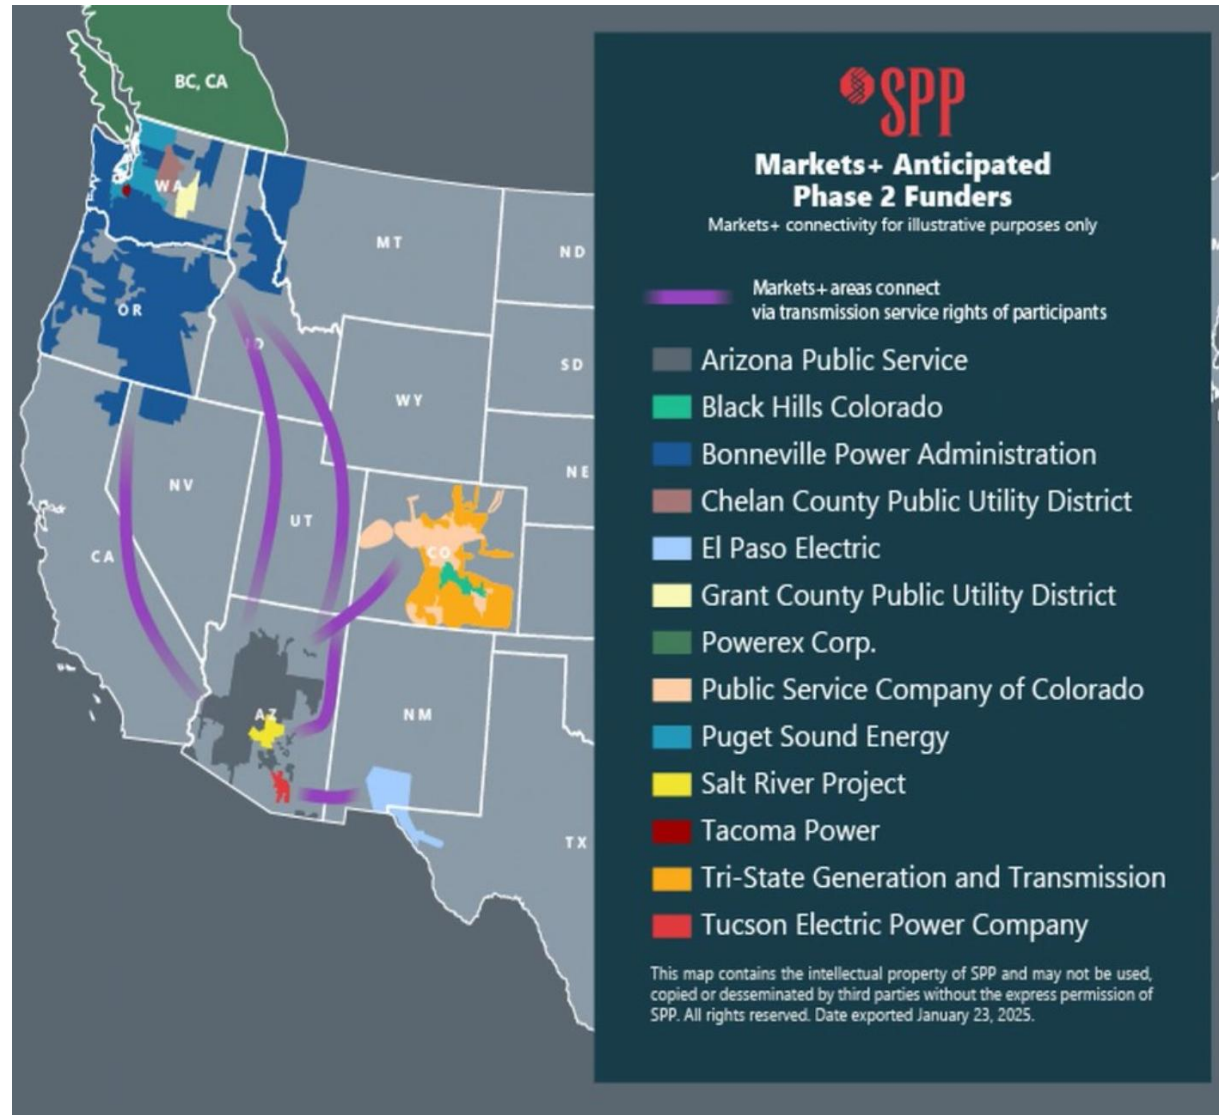 BC, CA
WA
MT
ND
OR
ID
SD
WY
NE
NV
UT
CA
CO
AZ
NM
TX
SPP
Markets+ Anticipated
Phase 2 Funders
Markets+ connectivity for illustrative purposes only
Markets+ areas connect
via transmission service rights of participants
Arizona Public Service
Black Hills Colorado
Bonneville Power Administration
Chelan County Public Utility District
El Paso Electric
Grant County Public Utility District
Powerex Corp.
Public Service Company of Colorado
Puget Sound Energy
Salt River Project
Tacoma Power
Tri-State Generation and Transmission
Tucson Electric Power Company
This map contains the intellectual property of SPP and may not be used,
copied or desseminated by third parties without the express permission of
SPP. All rights reserved. Date exported January 23, 2025.